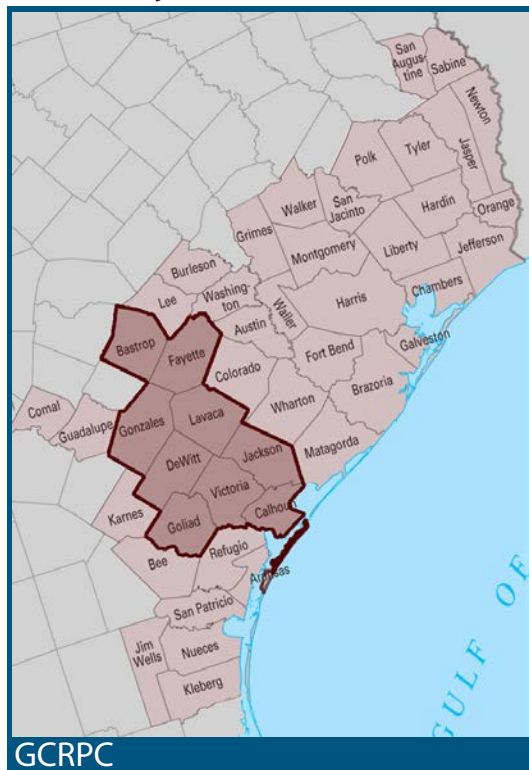 San
Augus-
tine
Sabine
Newton
Polk
Tyler
Jasper
Walker
San
Jacinto
Hardin
Orange
Grimes
Montgomery
Liberty
Jefferson
Burleson
Chambers
Lee
Washing-
ton
Waller
Harris
Austin
Galveston
Bastrop
Fayette
Colorado
Fort Bend
Brazoria
Comal
Guadalupe
Gonzales
Lavaca
Wharton
Matagorda
DeWitt
Jackson
Victoria
Karnes
Goliad
Calhoun
Bee
Refugio
Aransas
San Patricio
Jim
Wells
Nueces
Kleberg
GULF OF
GCRPC